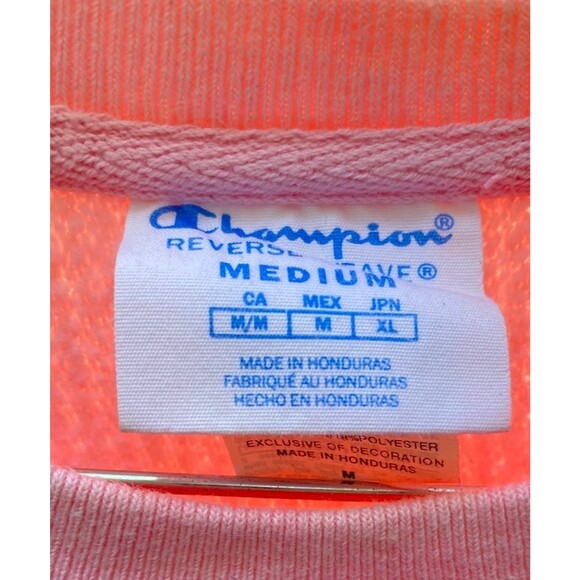 Champion®
REVERSE WEAVE®
MEDIUM
CA MEX JPN
M/M M XL
MADE IN HONDURAS
FABRIQUÉ AU HONDURAS
HECHO EN HONDURAS
POLYESTER
EXCLUSIVE OF DECORATION
MADE IN HONDURAS
M